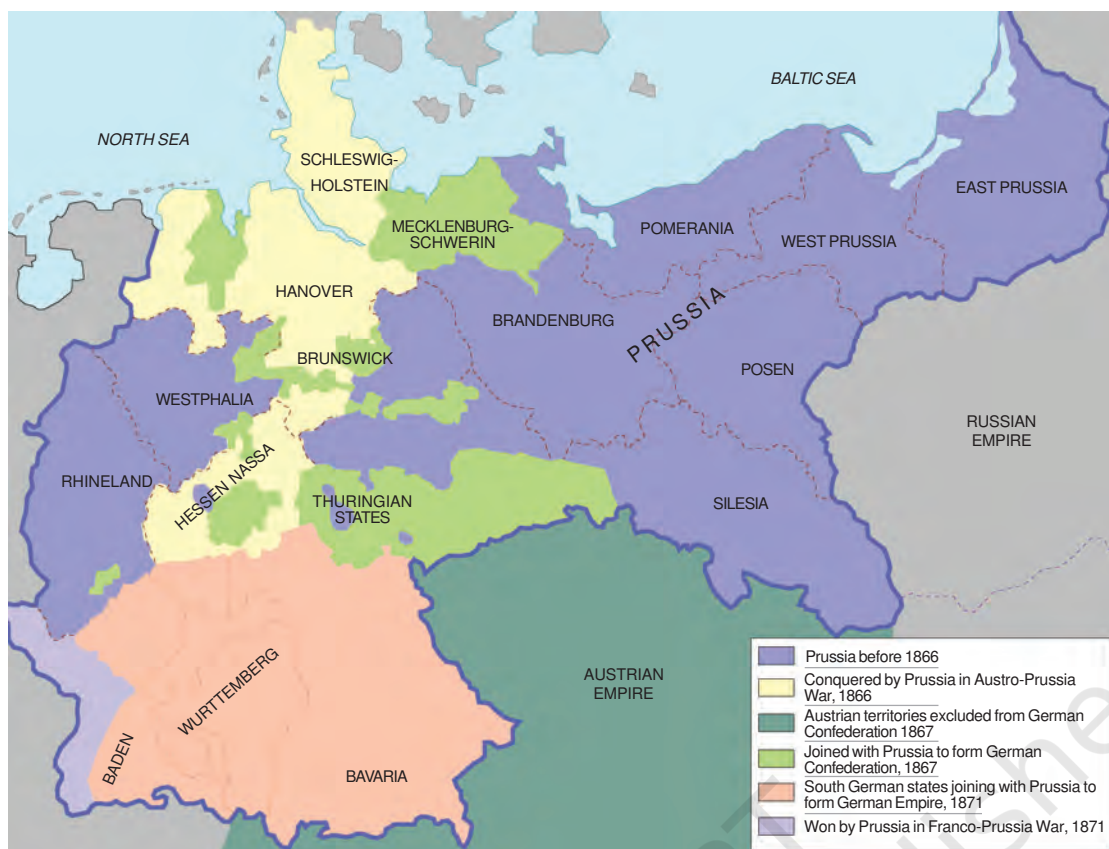 BALTIC SEA
NORTH SEA
SCHLESWIG-
HOLSTEIN
EAST PRUSSIA
MECKLENBURG-
SCHWERIN
POMERANIA
WEST PRUSSIA
HANOVER
BRANDENBURG
PRUSSIA
BRUNSWICK
POSEN
WESTPHALIA
RUSSIAN
EMPIRE
RHINELAND
HESSEN NASSA
THURINGIAN
STATES
SILESIA
AUSTRIAN
EMPIRE
WURTTEMBERG
BADEN
BAVARIA
Prussia before 1866
Conquered by Prussia in Austro-Prussia
War, 1866
Austrian territories excluded from German
Confederation 1867
Joined with Prussia to form German
Confederation, 1867
South German states joining with Prussia to
form German Empire, 1871
Won by Prussia in Franco-Prussia War, 1871